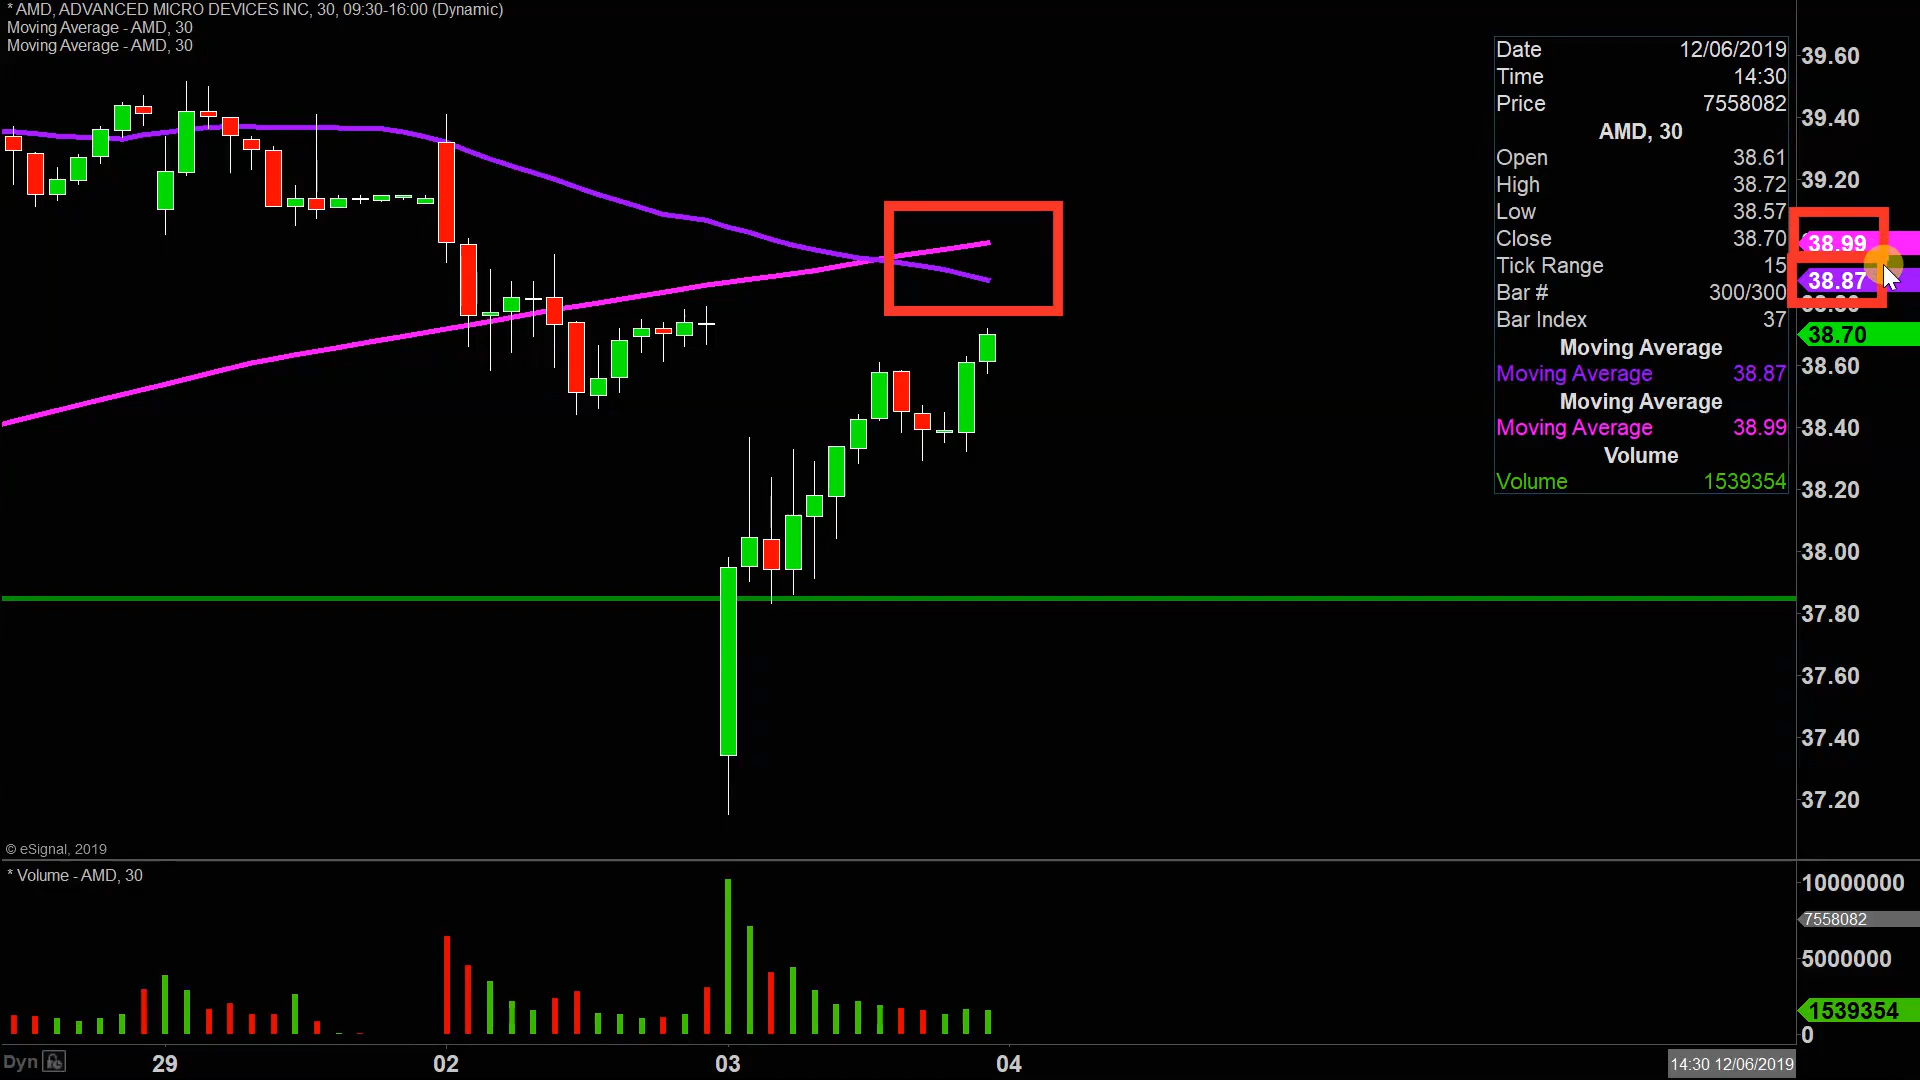 * AMD, ADVANCED MICRO DEVICES INC, 30, 09:30-16:00 (Dynamic)
Moving Average - AMD, 30
Moving Average - AMD, 30
Date 12/06/2019
Time 14:30
Price 7558082
AMD, 30
Open 38.61
High 38.72
Low 38.57
Close 38.70
Tick Range 15
Bar # 300/300
Bar Index 37
Moving Average
Moving Average 38.87
Moving Average
Moving Average 38.99
Volume
Volume 1539354
39.60
39.40
39.20
38.99
38.87
38.70
38.60
38.40
38.20
38.00
37.80
37.60
37.40
37.20
© eSignal, 2019
* Volume - AMD, 30
10000000
7558082
5000000
1539354
0
Dyn
29 02 03 04
14:30 12/06/2019